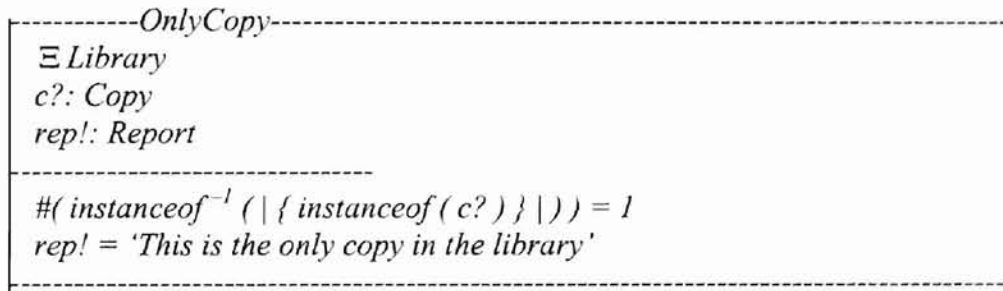 OnlyCopy
Ξ Library
c?: Copy
rep!: Report
#( instanceof⁻¹ ( | { instanceof ( c? ) } | ) ) = 1
rep! = ‘This is the only copy in the library’